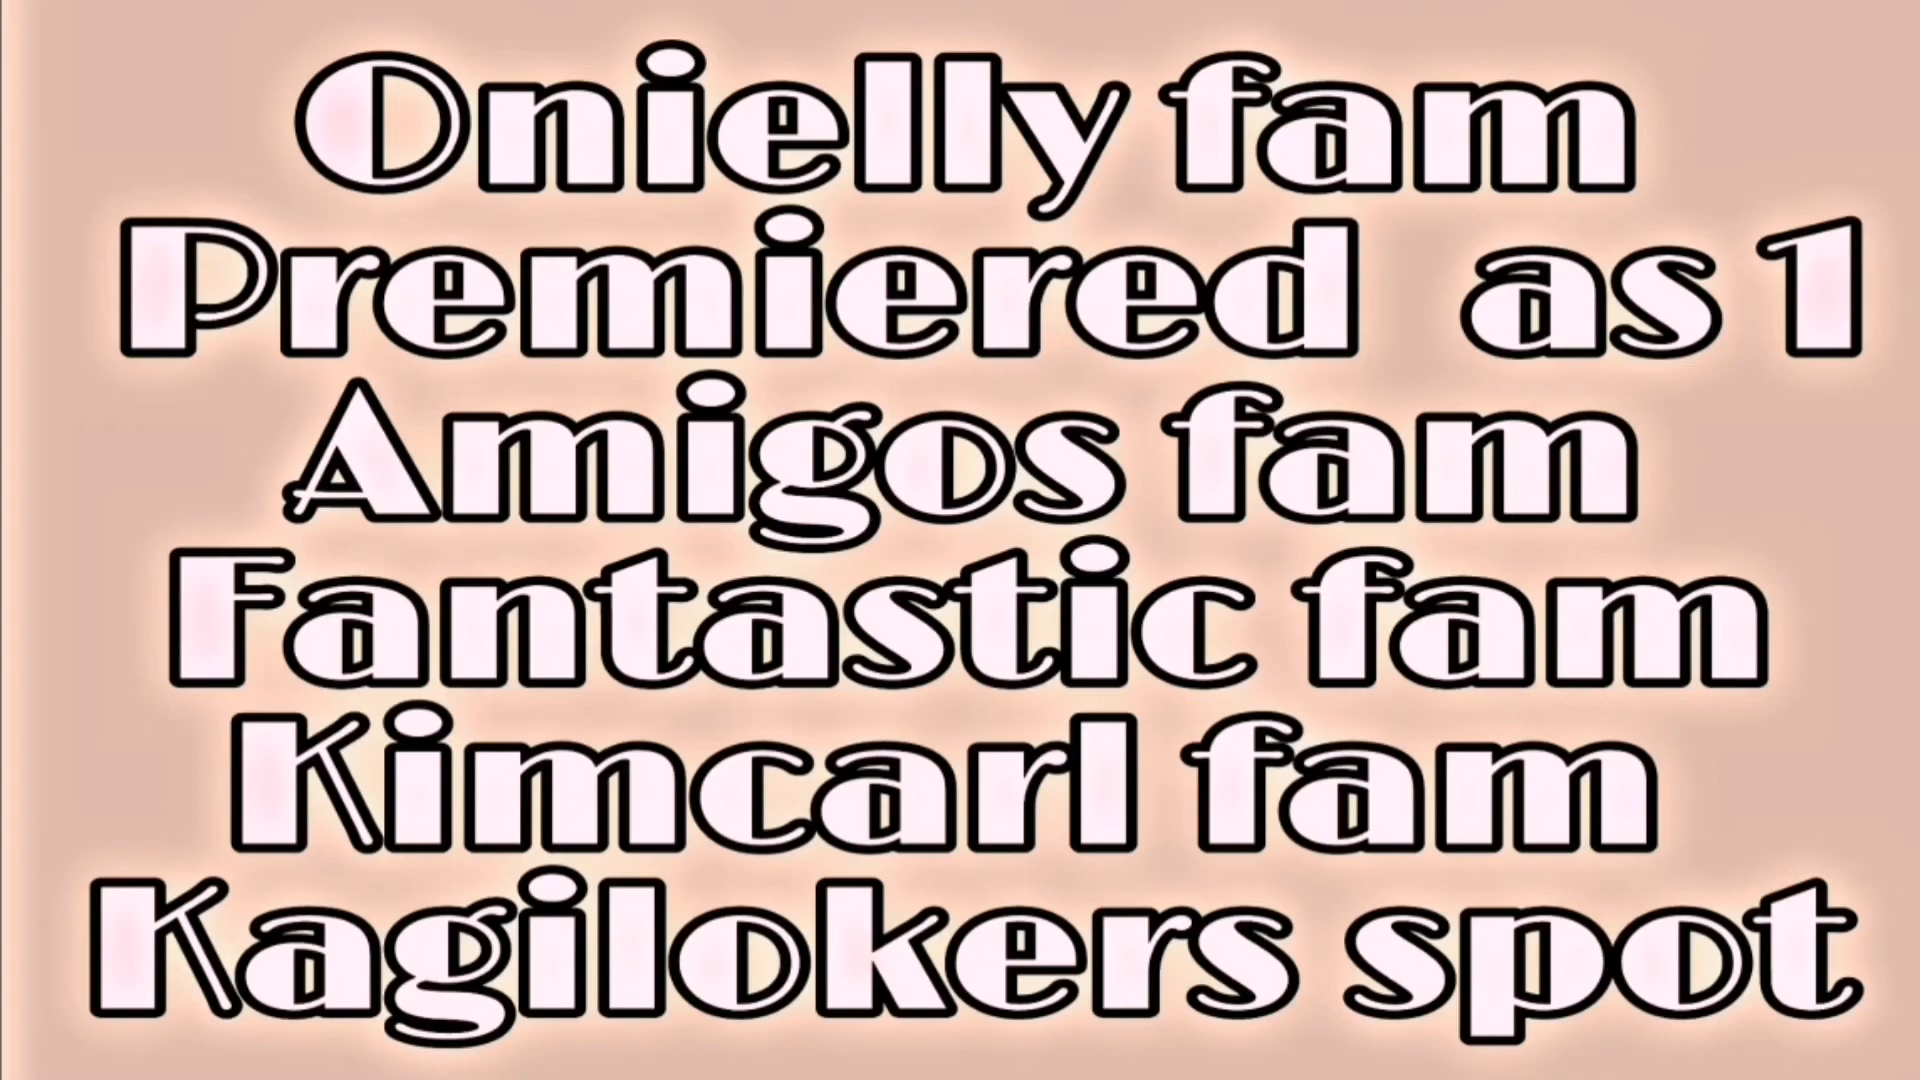 Onielly fam
Premiered as 1
Amigos fam
Fantastic fam
Kimcarl fam
Kagilokers spot